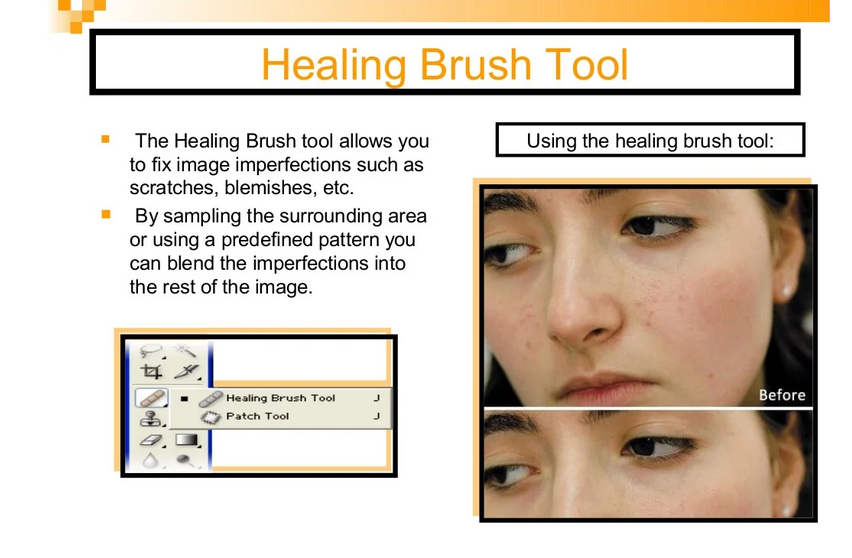 Healing Brush Tool
The Healing Brush tool allows you
to fix image imperfections such as
scratches, blemishes, etc.
By sampling the surrounding area
or using a predefined pattern you
can blend the imperfections into
the rest of the image.
Healing Brush Tool J
Patch Tool J
Using the healing brush tool:
Before